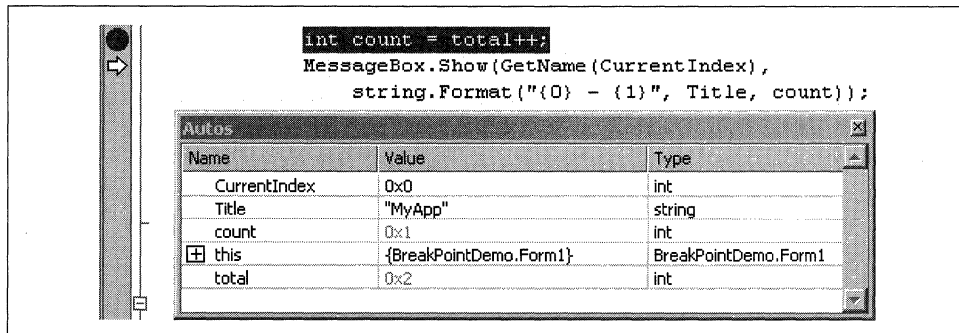 int count = total++;
MessageBox.Show(GetName(CurrentIndex),
string.Format("{0} - {1}", Title, count));
Autos
Name Value Type
CurrentIndex 0x0 int
Title "MyApp" string
count 0x1 int
this {BreakPointDemo.Form1} BreakPointDemo.Form1
total 0x2 int